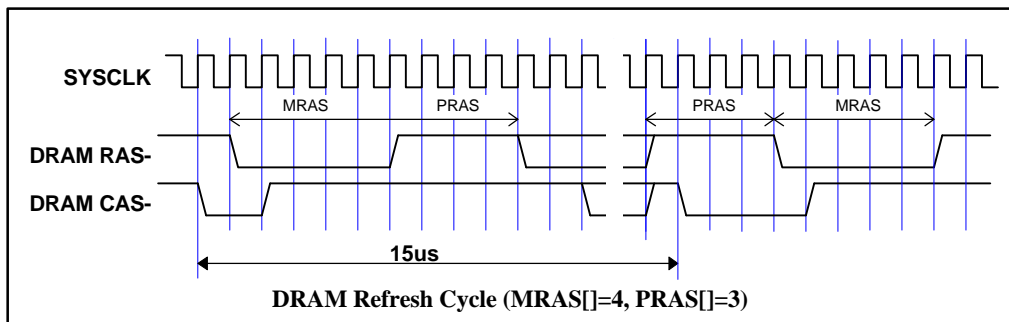 SYSCLK
MRAS PRAS PRAS MRAS
DRAM RAS-
DRAM CAS-
15us
DRAM Refresh Cycle (MRAS[]=4, PRAS[]=3)